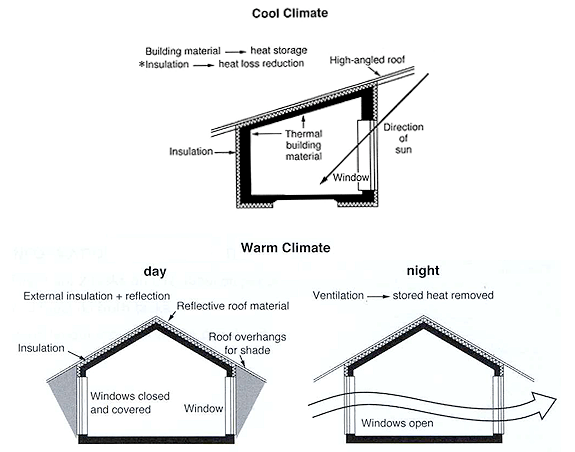 Cool Climate
Building material → heat storage
*Insulation → heat loss reduction
High-angled roof
Direction
of
sun
Thermal
building
material
Insulation
Window
Warm Climate
day
External insulation + reflection
Reflective roof material
Roof overhangs
for shade
Insulation
Windows closed
and covered
Window
night
Ventilation → stored heat removed
Windows open